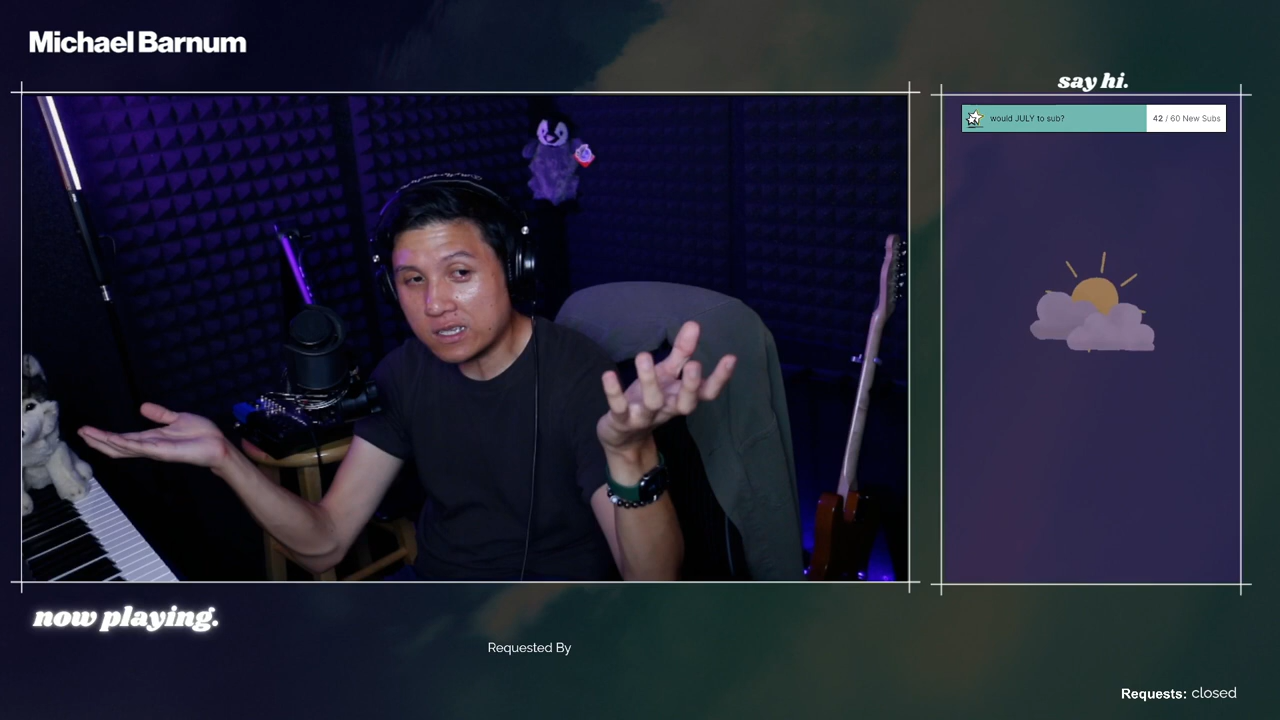 Michael Barnum
say hi.
would JULY to sub?
42 / 60 New Subs
now playing.
Requested By
Requests: closed